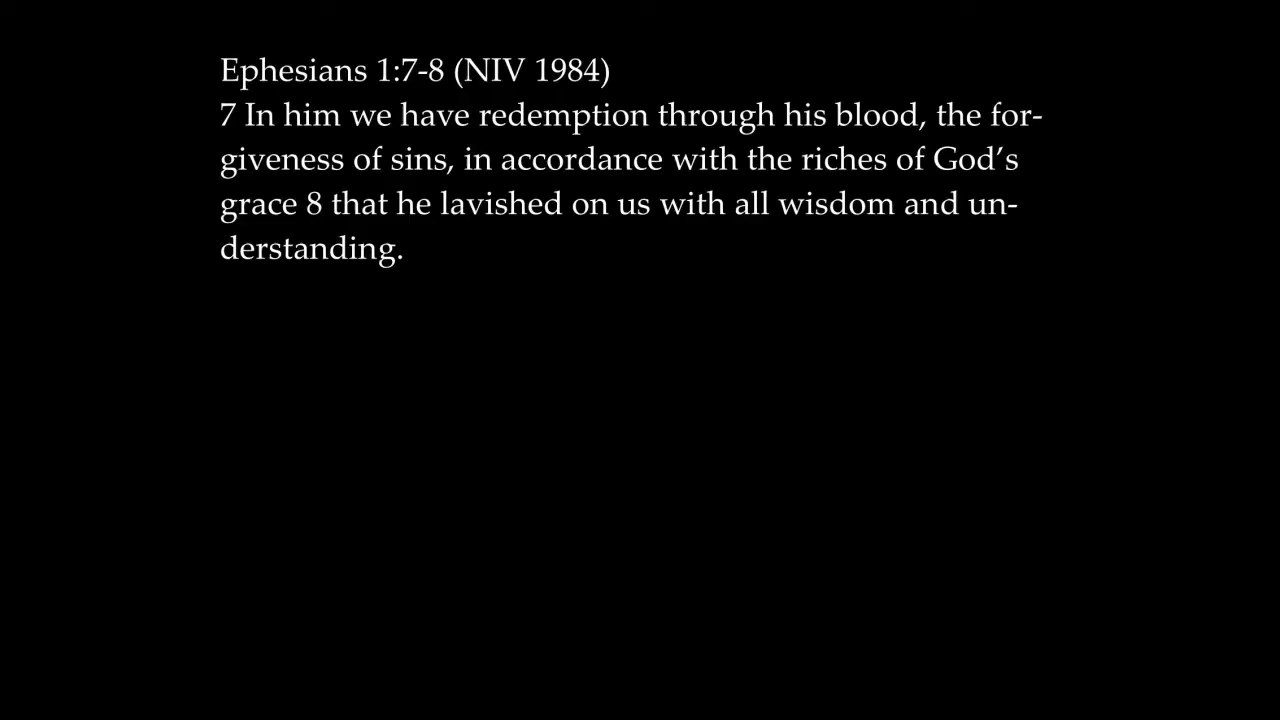 Ephesians 1:7-8 (NIV 1984)
7 In him we have redemption through his blood, the for-
giveness of sins, in accordance with the riches of God’s
grace 8 that he lavished on us with all wisdom and un-
derstanding.